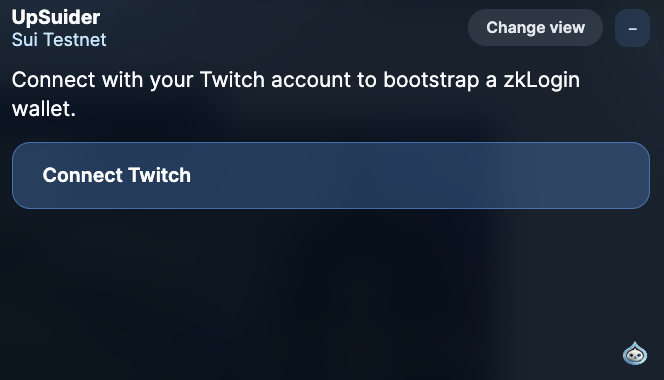 UpSuider
Sui Testnet
Change view
–
Connect with your Twitch account to bootstrap a zkLogin
wallet.
Connect Twitch